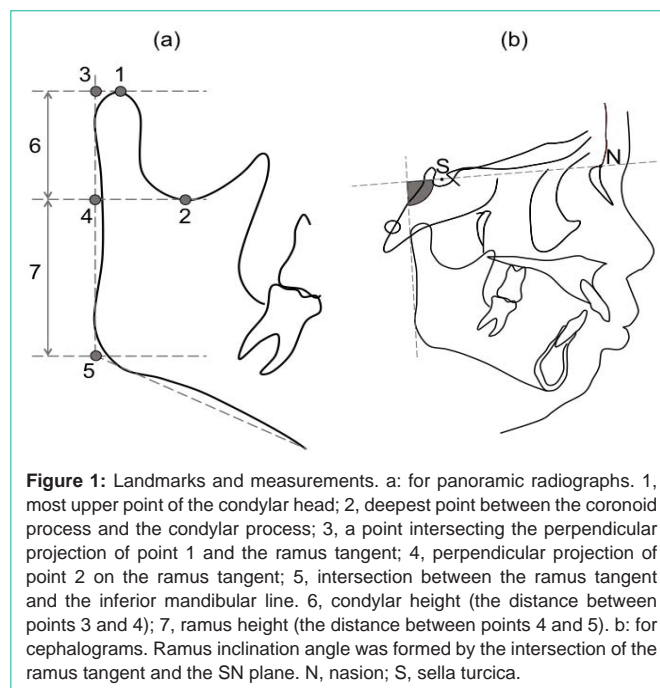 (a) (b)
3 1
6
S
N
4 2
7
5
Figure 1: Landmarks and measurements. a: for panoramic radiographs. 1,
most upper point of the condylar head; 2, deepest point between the coronoid
process and the condylar process; 3, a point intersecting the perpendicular
projection of point 1 and the ramus tangent; 4, perpendicular projection of
point 2 on the ramus tangent; 5, intersection between the ramus tangent
and the inferior mandibular line. 6, condylar height (the distance between
points 3 and 4); 7, ramus height (the distance between points 4 and 5). b: for
cephalograms. Ramus inclination angle was formed by the intersection of the
ramus tangent and the SN plane. N, nasion; S, sella turcica.